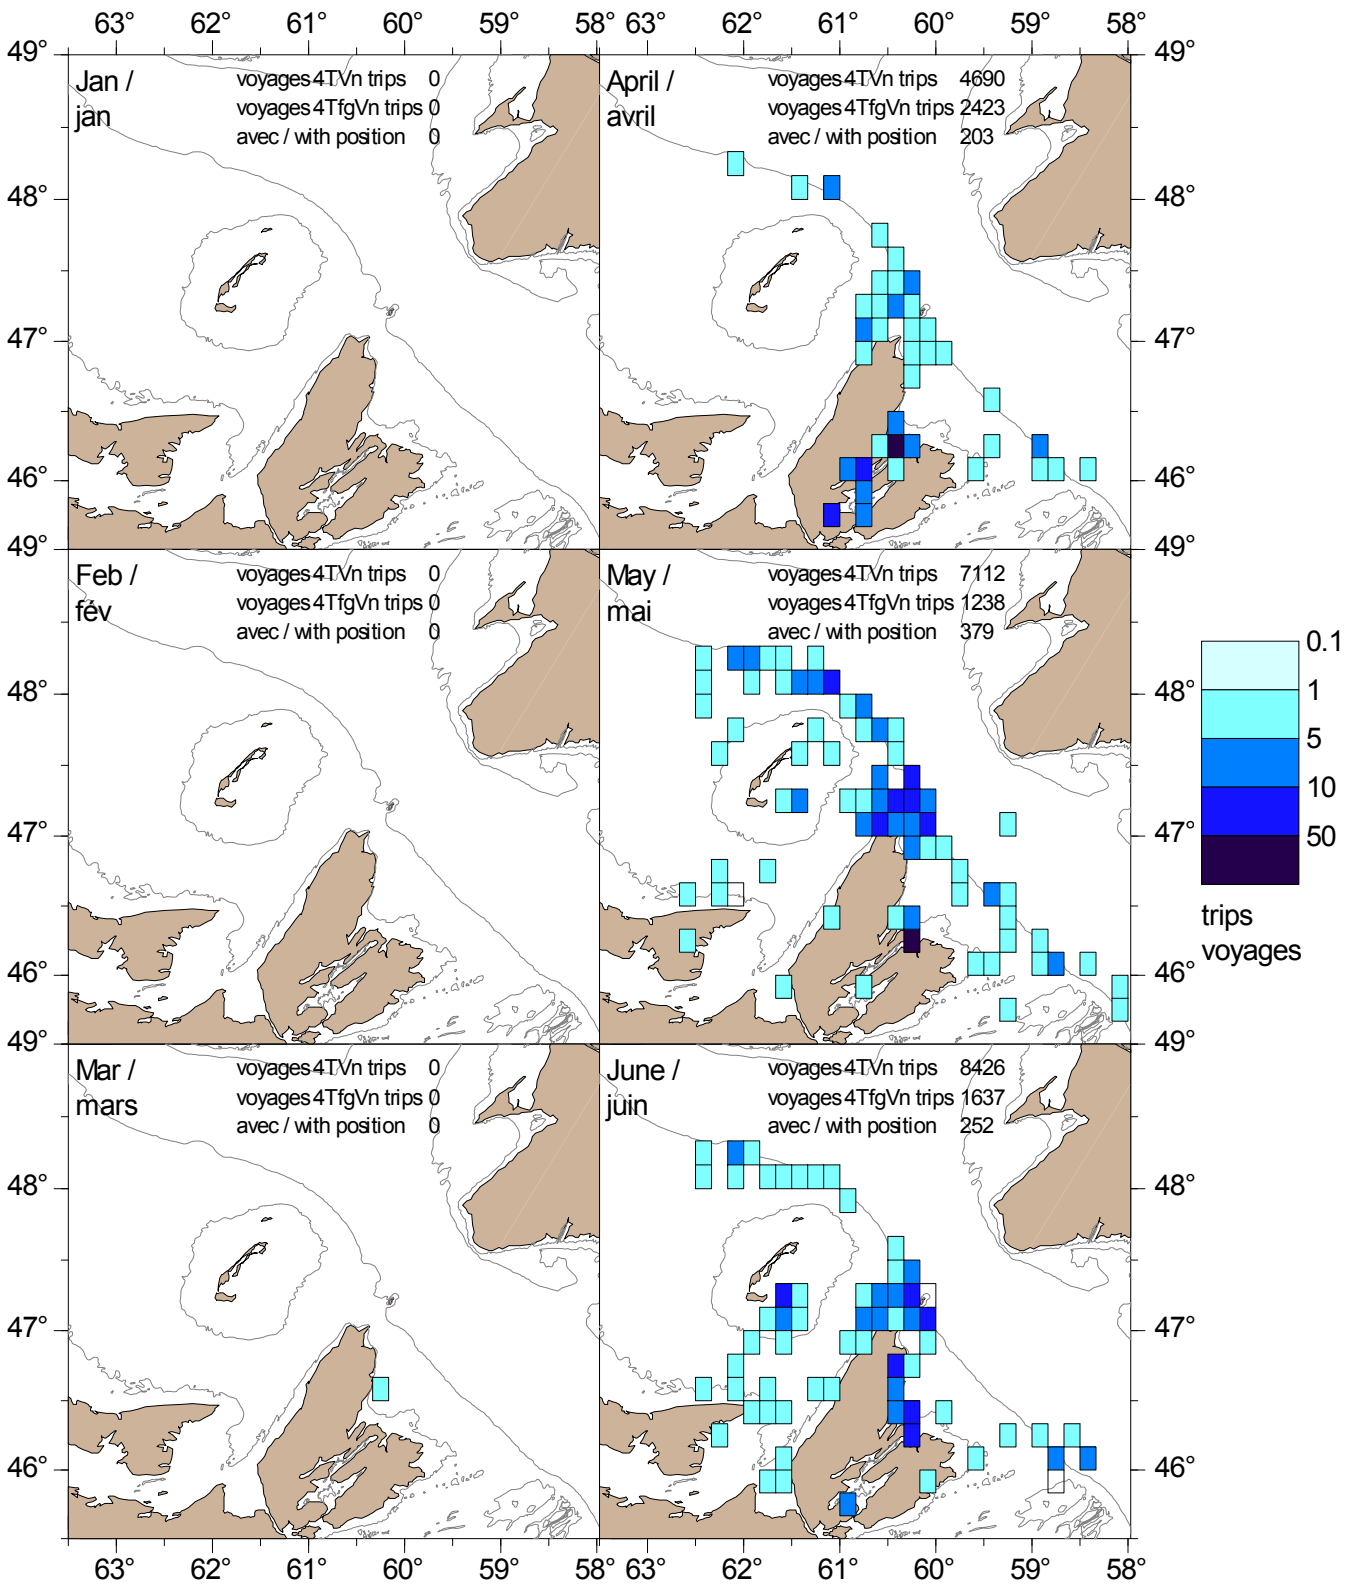 63° 62° 61° 60° 59° 58° 63° 62° 61° 60° 59° 58°
49° 49°
Jan / jan
voyages 4TVn trips 0
voyages 4TfgVn trips 0
avec / with position 0
April / avril
voyages 4TVn trips 4690
voyages 4TfgVn trips 2423
avec / with position 203
48° 48°
47° 47°
46° 46°
49° 49°
Feb / fév
voyages 4TVn trips 0
voyages 4TfgVn trips 0
avec / with position 0
May / mai
voyages 4TVn trips 7112
voyages 4TfgVn trips 1238
avec / with position 379
48° 48°
47° 47°
46° 46°
49° 49°
Mar / mars
voyages 4TVn trips 0
voyages 4TfgVn trips 0
avec / with position 0
June / juin
voyages 4TVn trips 8426
voyages 4TfgVn trips 1637
avec / with position 252
48° 48°
47° 47°
46° 46°
63° 62° 61° 60° 59° 58° 63° 62° 61° 60° 59° 58°
0.1
1
5
10
50
trips
voyages